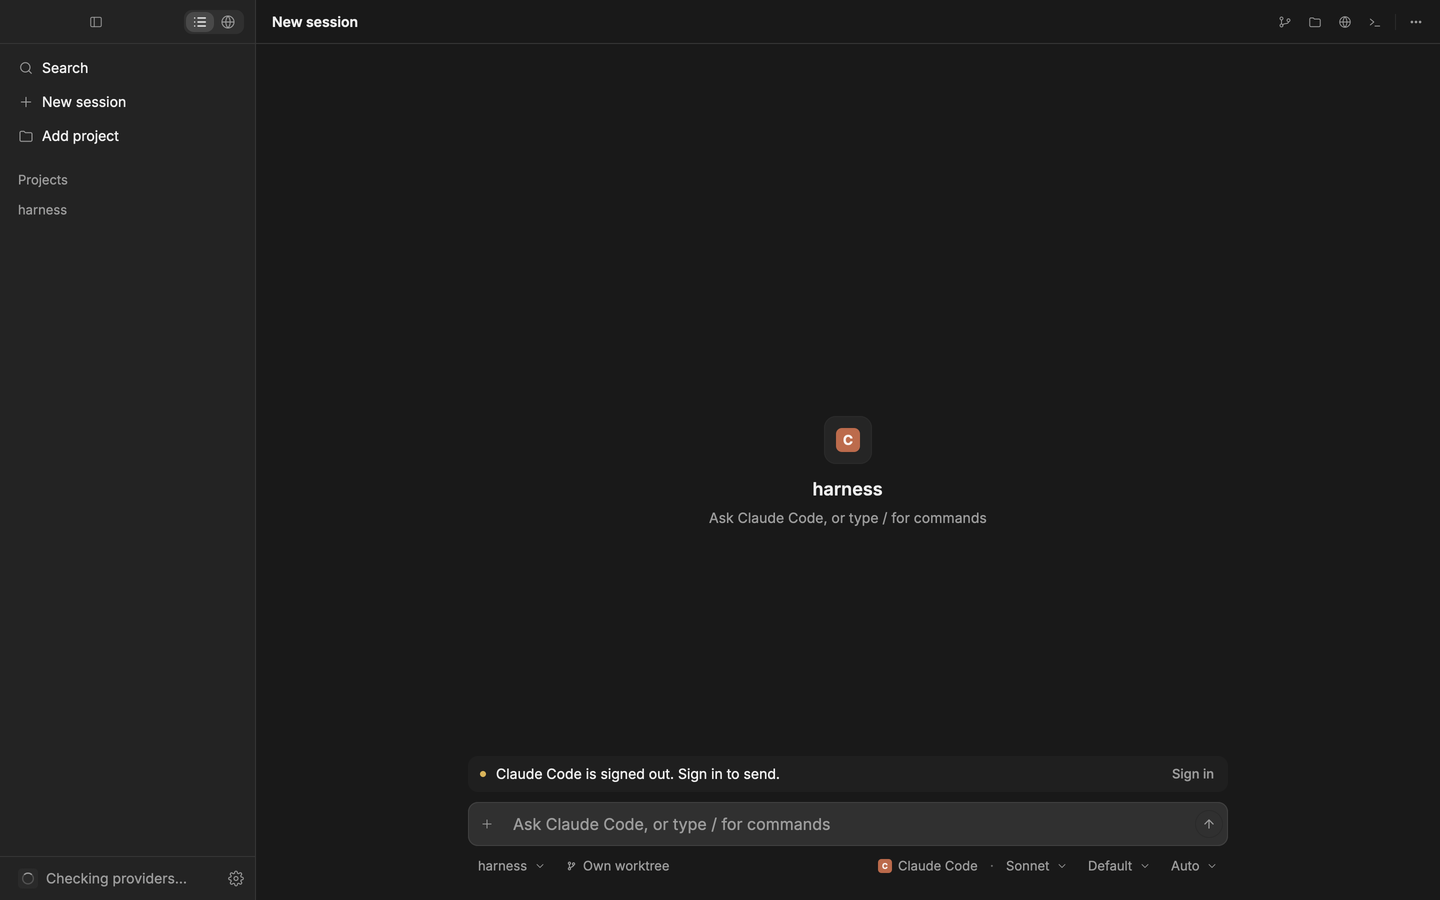 New session
Search
New session
Add project
Projects
harness
C
harness
Ask Claude Code, or type / for commands
Claude Code is signed out. Sign in to send.
Sign in
Ask Claude Code, or type / for commands
harness
Own worktree
C Claude Code · Sonnet
Default
Auto
Checking providers...